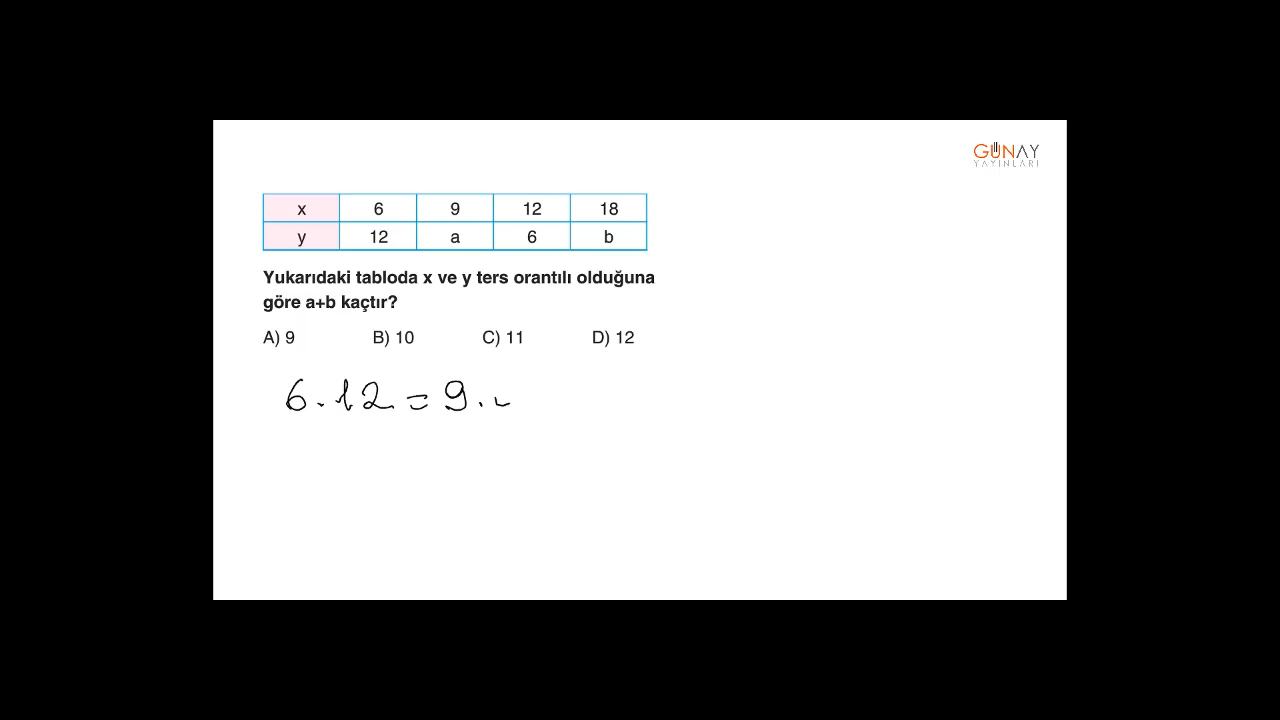 GÜNAY
YAYINLARI
x 6 9 12 18
y 12 a 6 b
Yukarıdaki tabloda x ve y ters orantılı olduğuna
göre a+b kaçtır?
A) 9 B) 10 C) 11 D) 12
6.12=9.